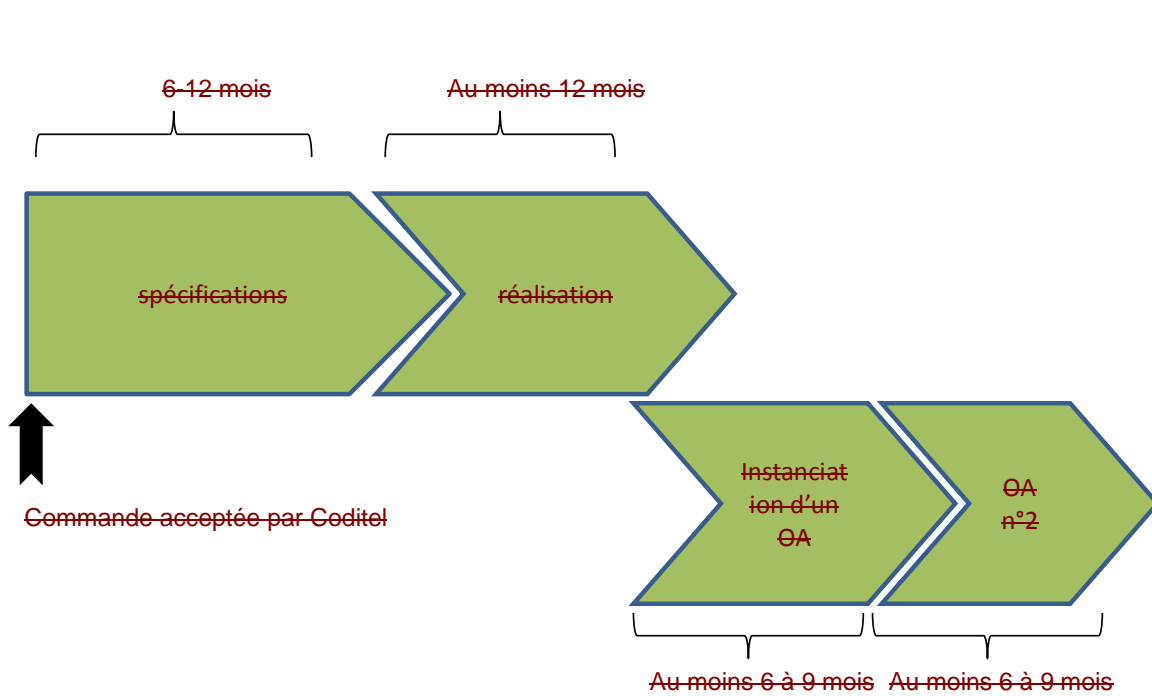 6-12 mois
Au moins 12 mois
spécifications
réalisation
Commande acceptée par Coditel
Instanciat
ion d’un
OA
OA
n°2
Au moins 6 à 9 mois
Au moins 6 à 9 mois